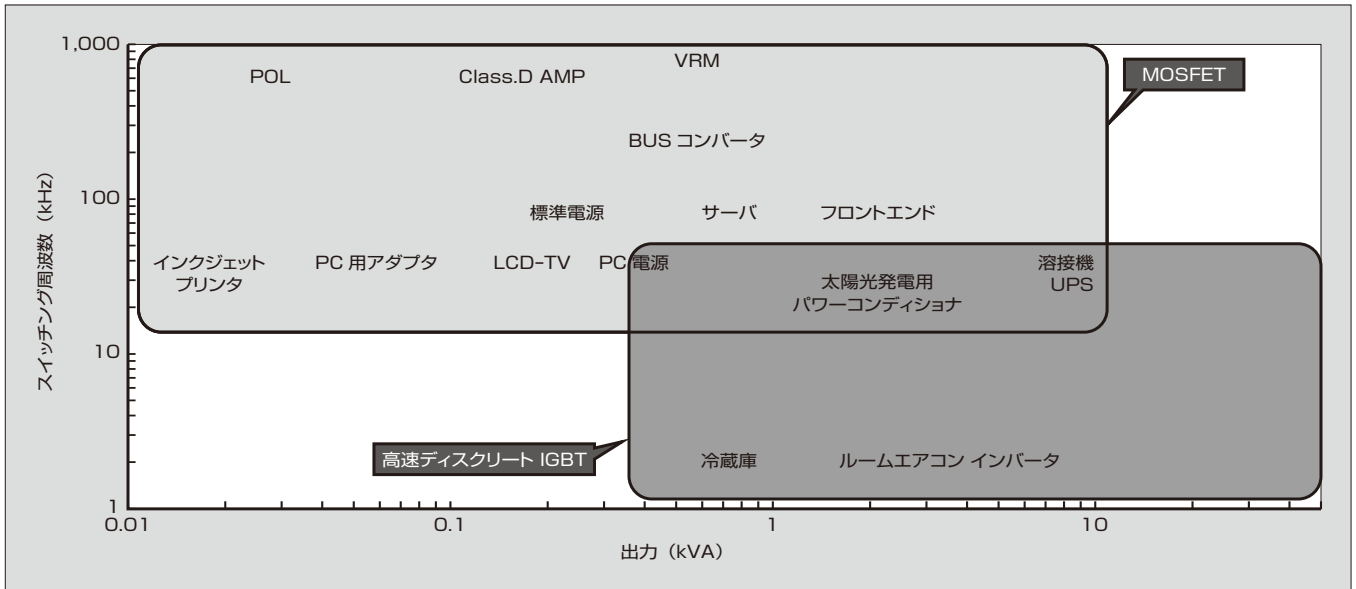 1,000
VRM
POL
Class.D AMP
MOSFET
BUS コンバータ
スイッチング周波数（kHz）
100
標準電源
サーバ
フロントエンド
インクジェット
プリンタ
PC 用アダプタ
LCD-TV
PC 電源
太陽光発電用
パワーコンディショナ
溶接機
UPS
10
高速ディスクリート IGBT
冷蔵庫
ルームエアコン インバータ
1
0.01
0.1
1
10
出力（kVA）